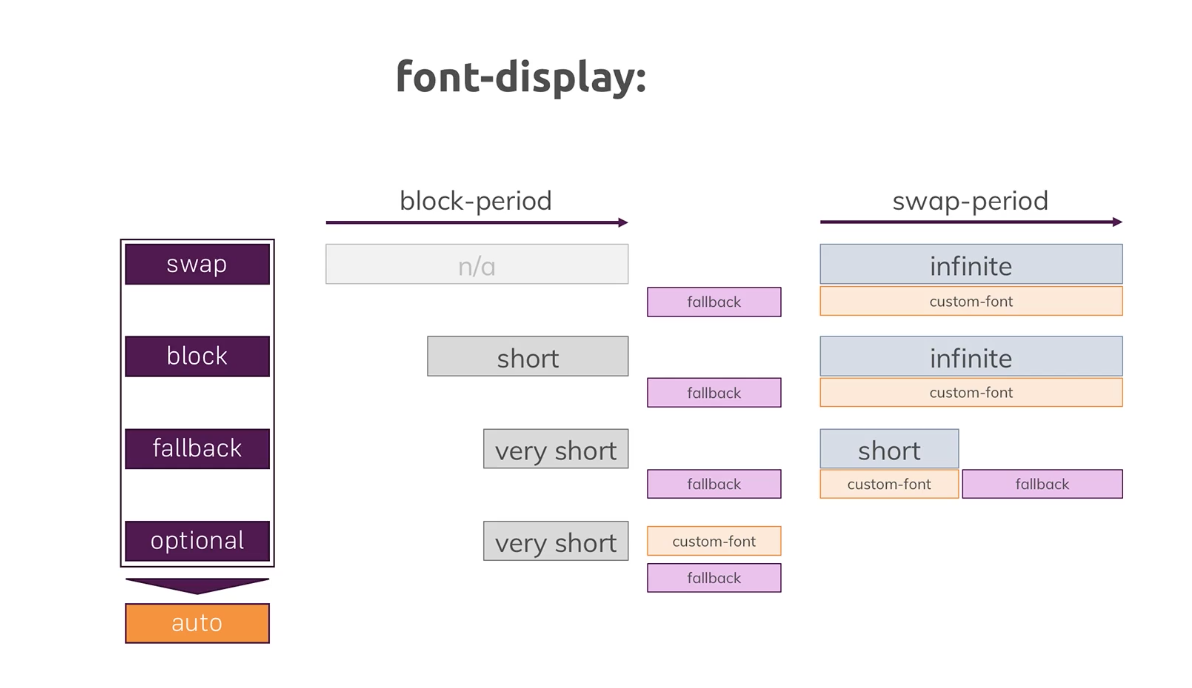 font-display:
block-period
swap-period
swap
n/a
infinite
fallback
custom-font
block
short
infinite
fallback
custom-font
fallback
very short
short
fallback
custom-font
fallback
optional
very short
custom-font
fallback
auto